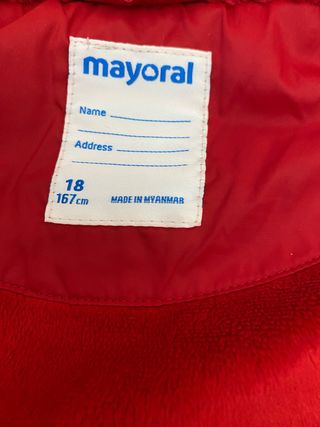 mayoral
Name
Address
18
167cm
MADE IN MYANMAR